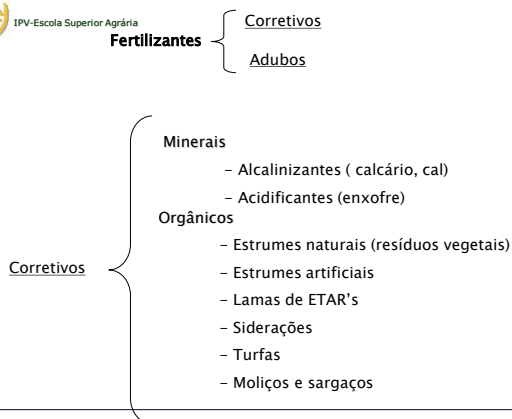 IPV-Escola Superior Agrária
Fertilizantes
Corretivos
Adubos
Corretivos
Minerais
- Alcalinizantes ( calcário, cal)
- Acidificantes (enxofre)
Orgânicos
- Estrumes naturais (resíduos vegetais)
- Estrumes artificiais
- Lamas de ETAR's
- Siderações
- Turfas
- Moliços e sargaços